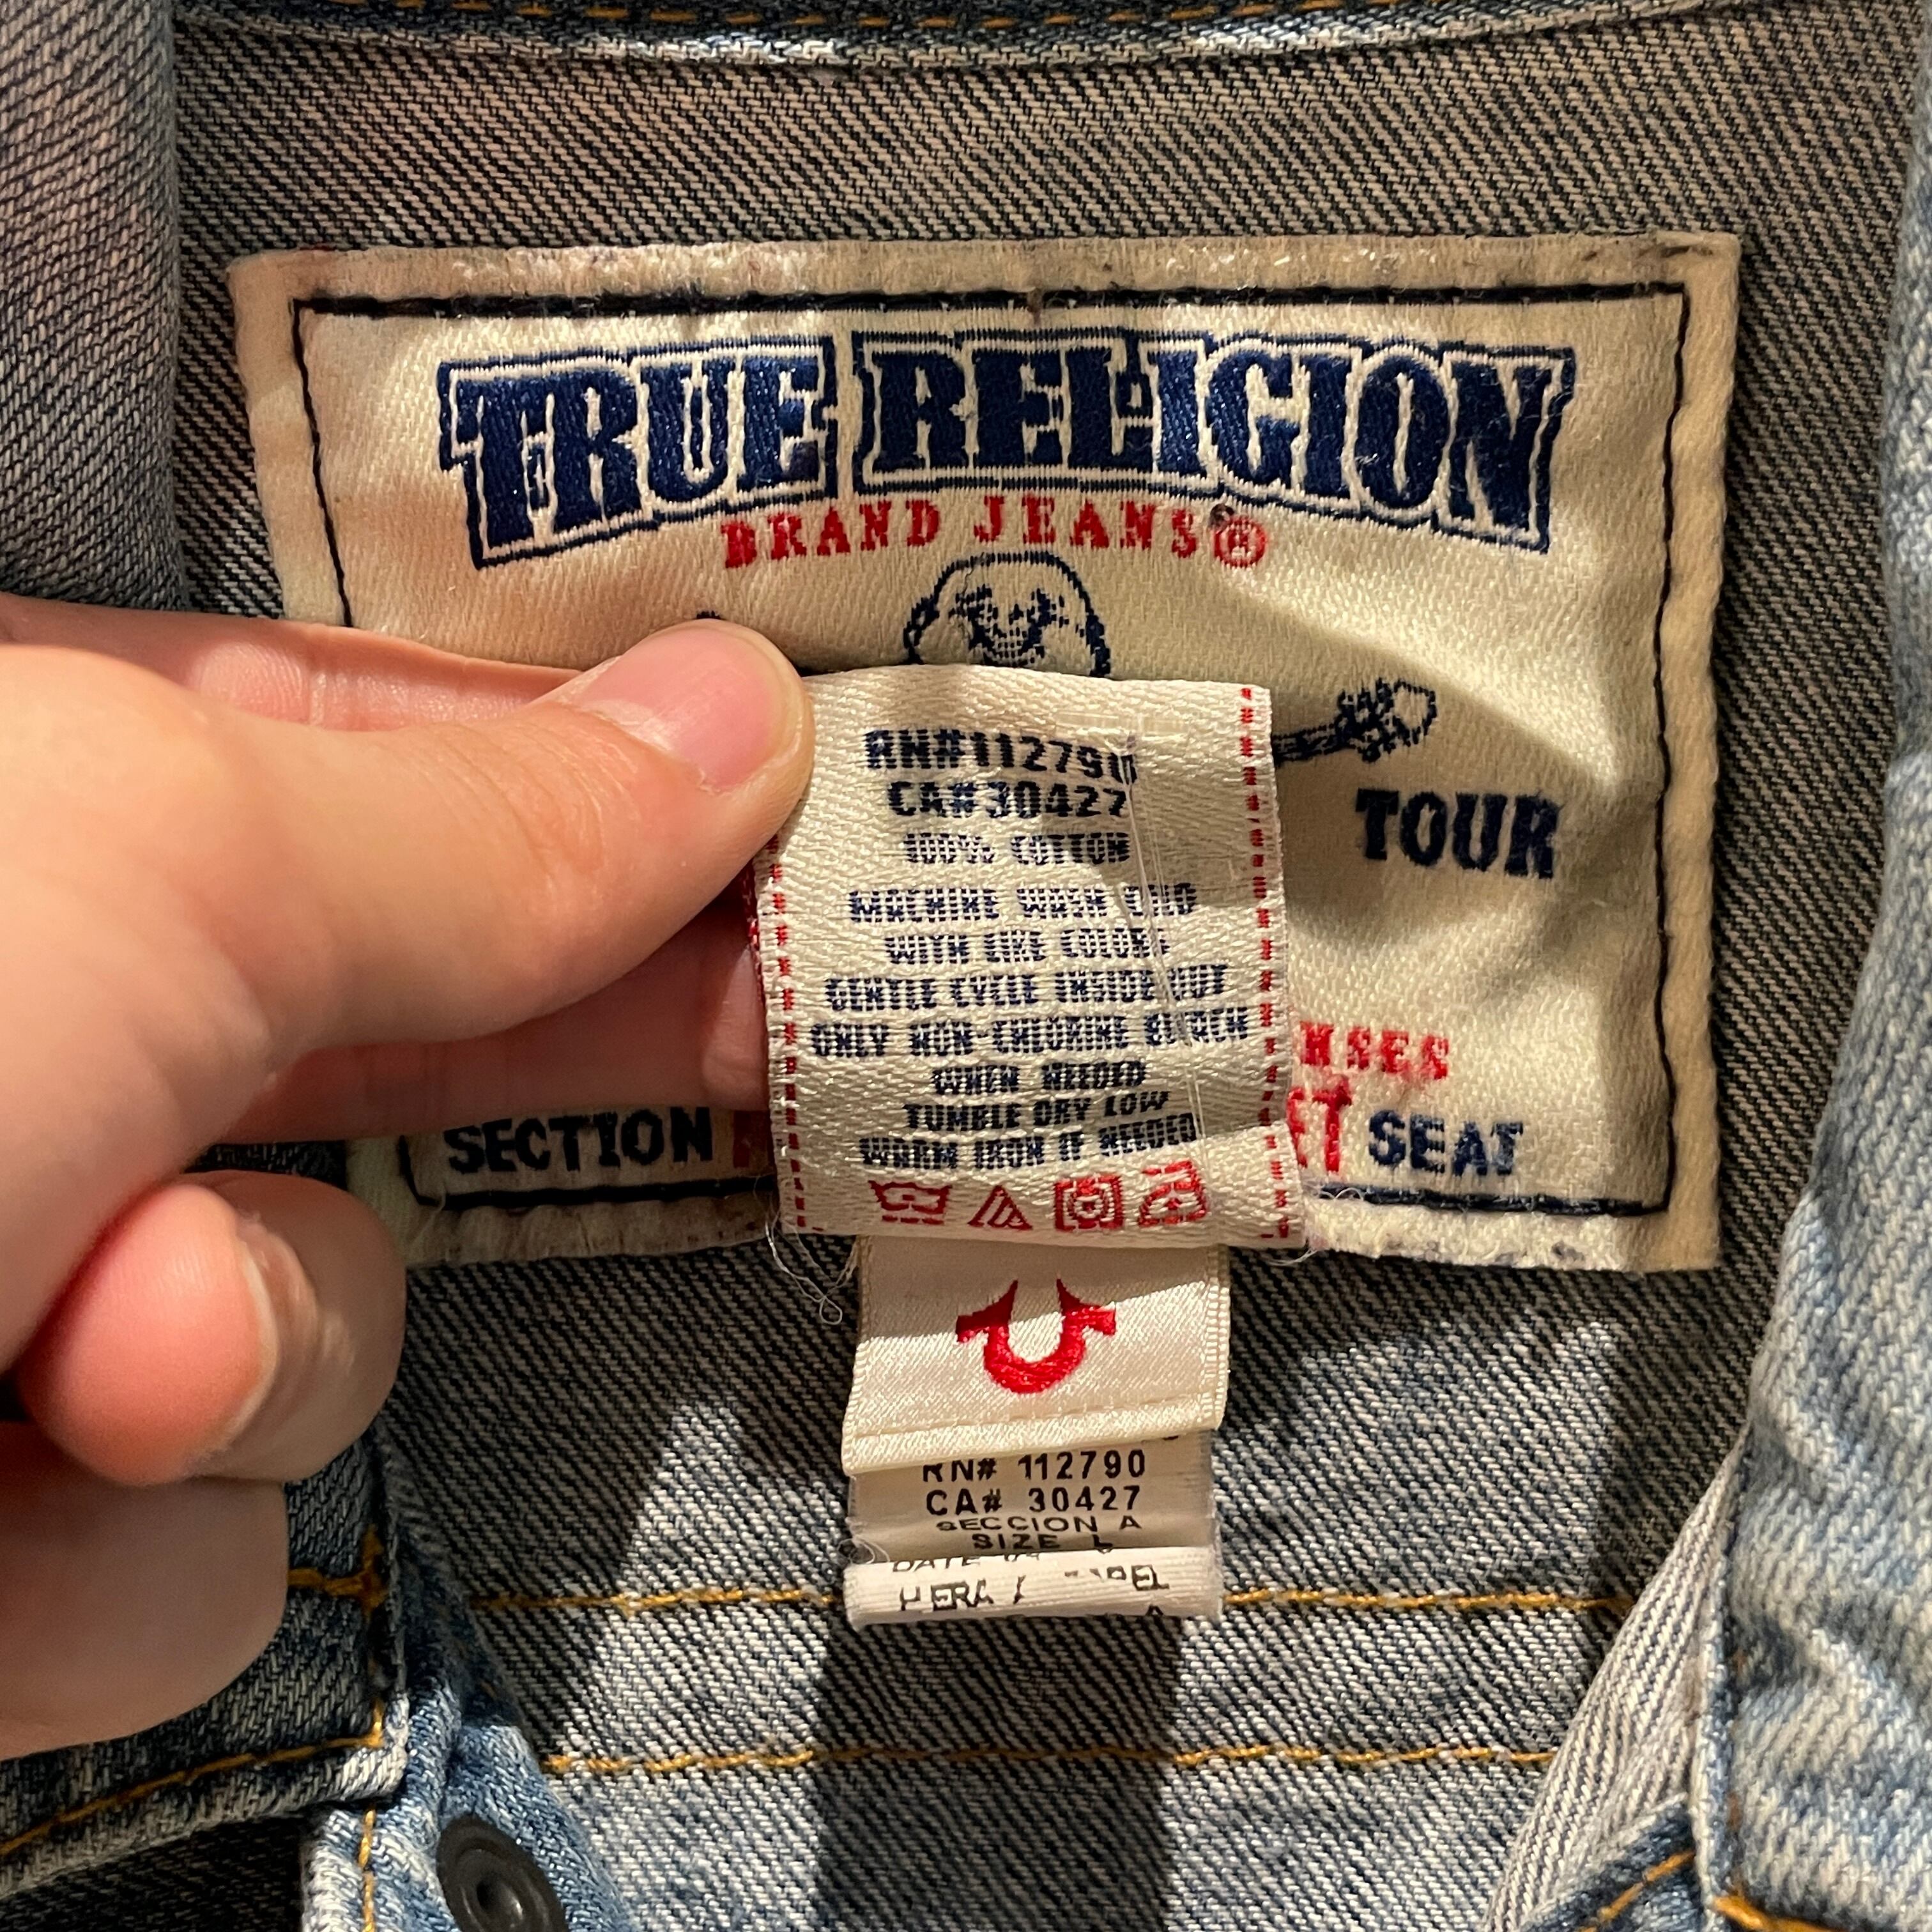 TRUE RELIGION
BRAND JEANS®
TOUR
SECTION
SEAT
RN#112790
CA#30427
100% COTTON
MACHINE WASH COLD
WITH LIKE COLORS
GENTLE CYCLE INSIDE OUT
ONLY NON-CHLORINE BLEACH
WHEN NEEDED
TUMBLE DRY LOW
WARM IRON IF NEEDED
RN# 112790
CA# 30427
SECCION A
SIZE L